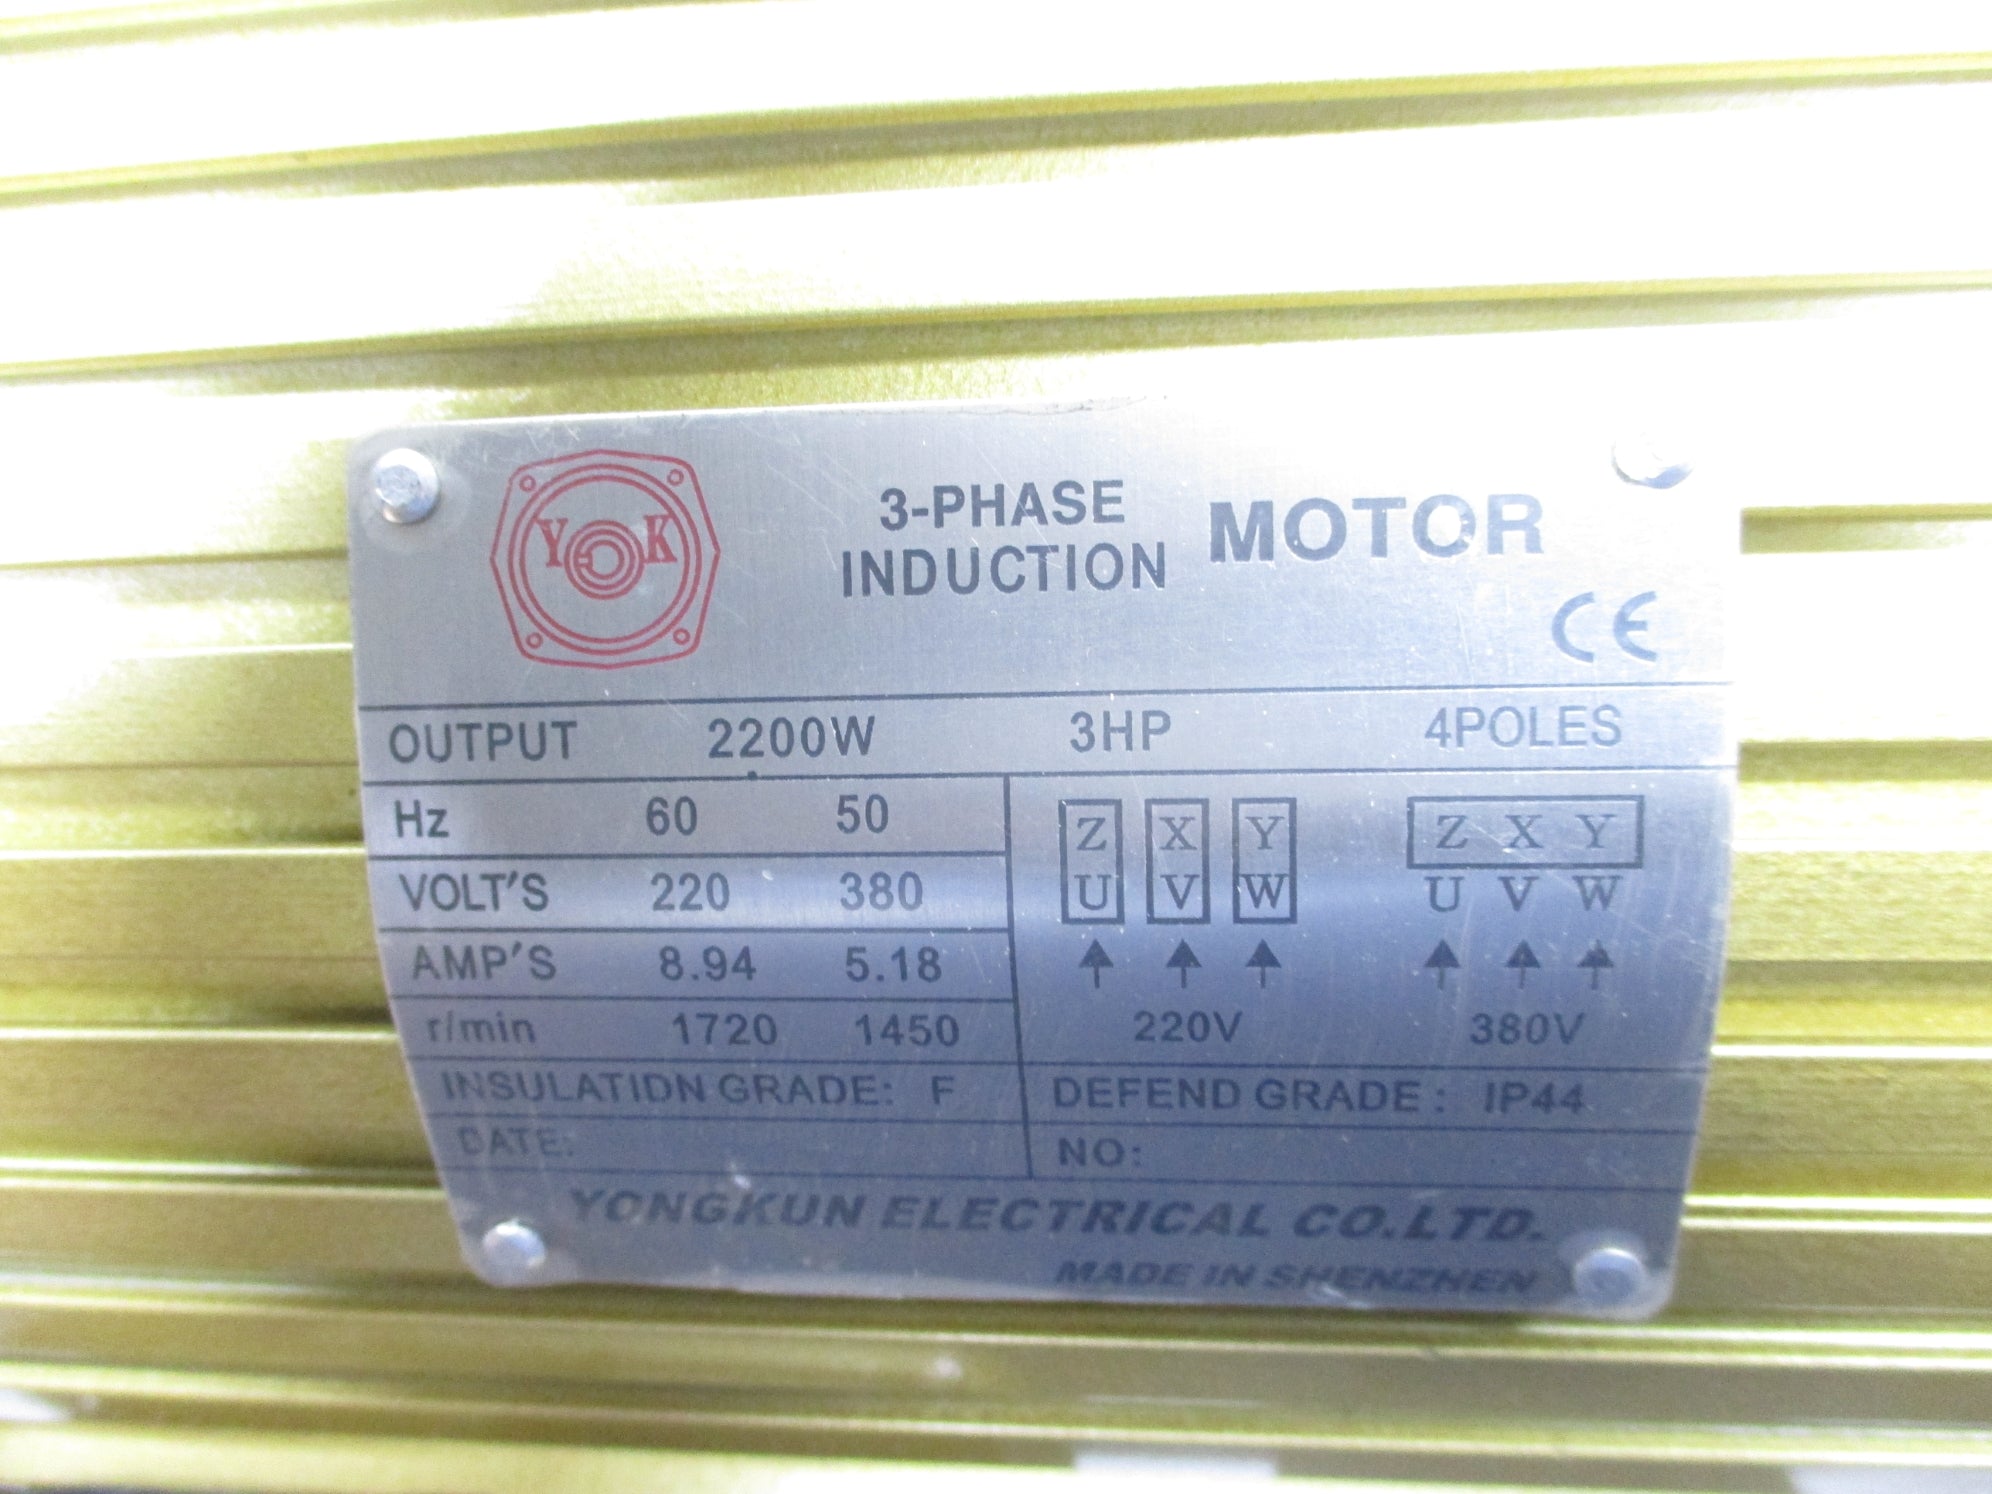 Y K
3-PHASE
INDUCTION MOTOR
CE
OUTPUT 2200W 3HP 4POLES
Hz 60 50
VOLT'S 220 380
AMP'S 8.94 5.18
r/min 1720 1450
Z X Y Z X Y
U V W U V W
220V 380V
INSULATION GRADE: F DEFEND GRADE: IP44
DATE: NO:
YONGKUN ELECTRICAL CO.LTD.
MADE IN SHENZHEN